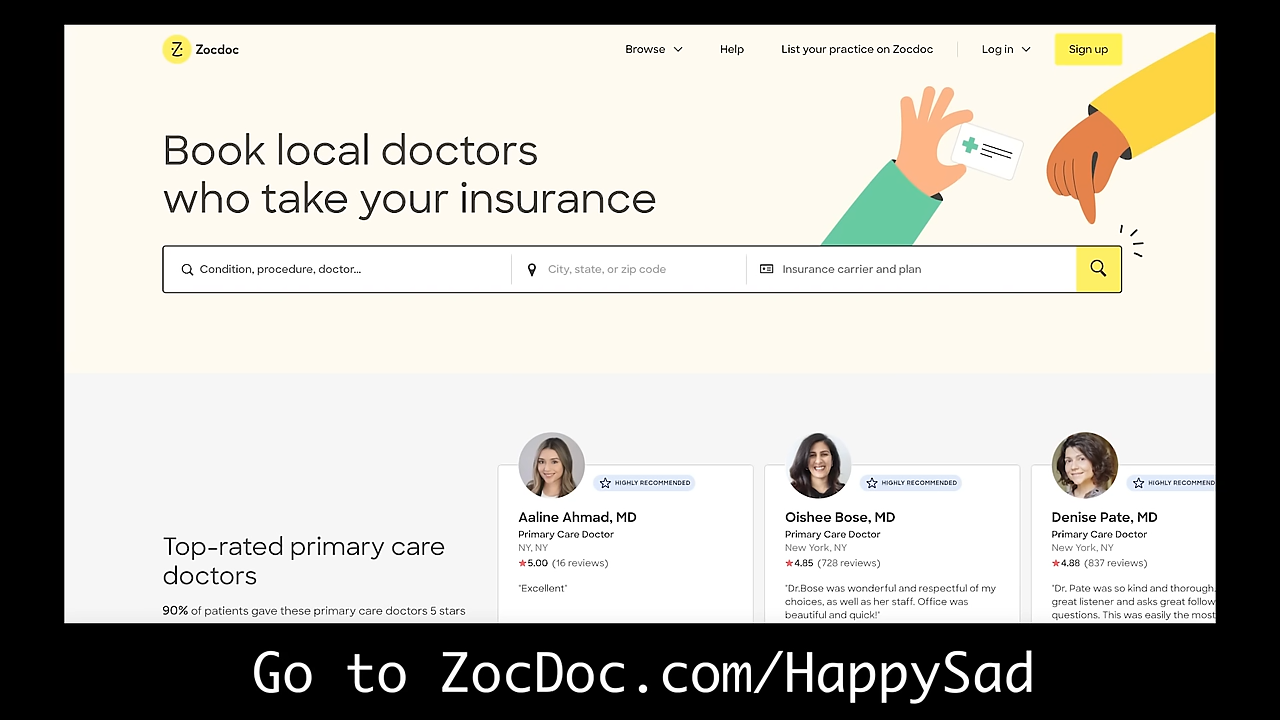 Zocdoc
Browse
Help
List your practice on Zocdoc
Log in
Sign up
Book local doctors
who take your insurance
Condition, procedure, doctor...
City, state, or zip code
Insurance carrier and plan
Top-rated primary care
doctors
90% of patients gave these primary care doctors 5 stars
HIGHLY RECOMMENDED
Aaline Ahmad, MD
Primary Care Doctor
NY, NY
5.00 (16 reviews)
"Excellent"
HIGHLY RECOMMENDED
Oishee Bose, MD
Primary Care Doctor
New York, NY
4.85 (728 reviews)
"Dr.Bose was wonderful and respectful of my
choices, as well as her staff. Office was
beautiful and quick!"
HIGHLY RECOMMEND
Denise Pate, MD
Primary Care Doctor
New York, NY
4.88 (837 reviews)
"Dr. Pate was so kind and thorough.
great listener and asks great follow
questions. This was easily the most
Go to ZocDoc.com/HappySad